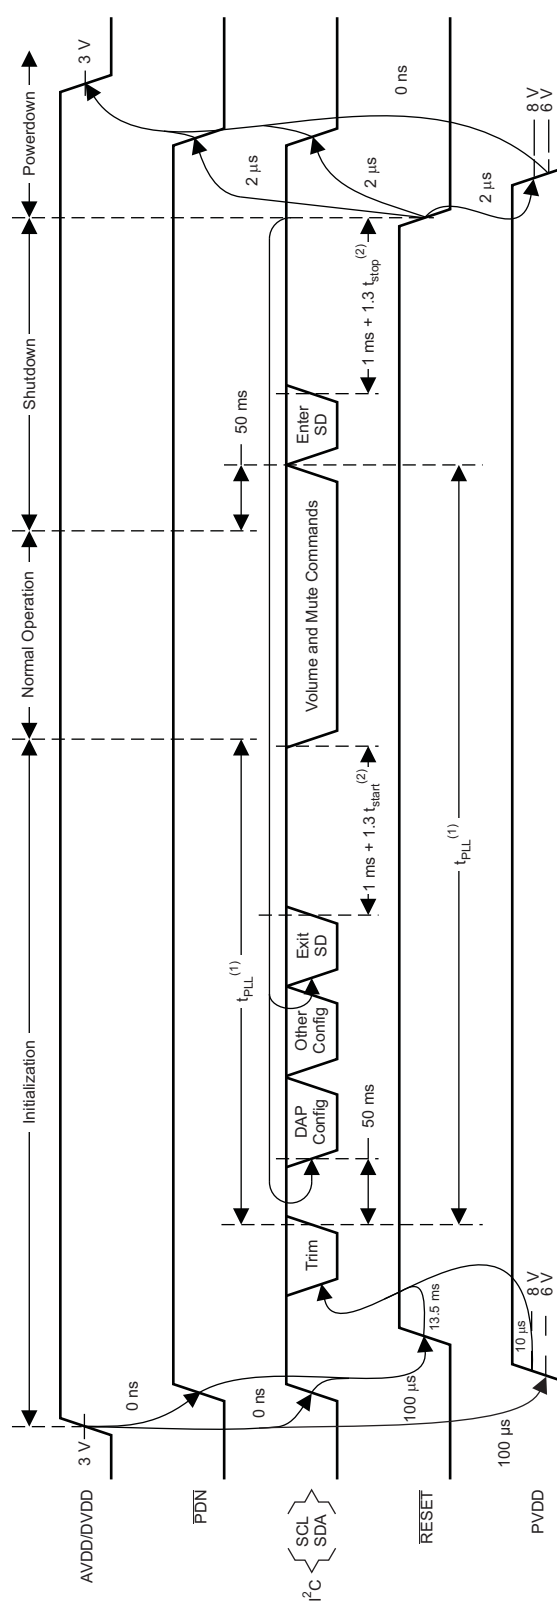 Initialization
Normal Operation
Shutdown
Powerdown
AVDD/DVDD
3 V
3 V
0 ns
PDN
0 ns
tPLL(1)
50 ms
2 μs
I2C
SCL
SDA
Trim
DAP
Config
Other
Config
Exit
SD
Volume and Mute Commands
Enter
SD
2 μs
0 ns
50 ms
1 ms + 1.3 tstart(2)
1 ms + 1.3 tstop(2)
RESET
100 μs
13.5 ms
tPLL(1)
2 μs
PVDD
100 μs
10 μs
8 V
6 V
8 V
6 V